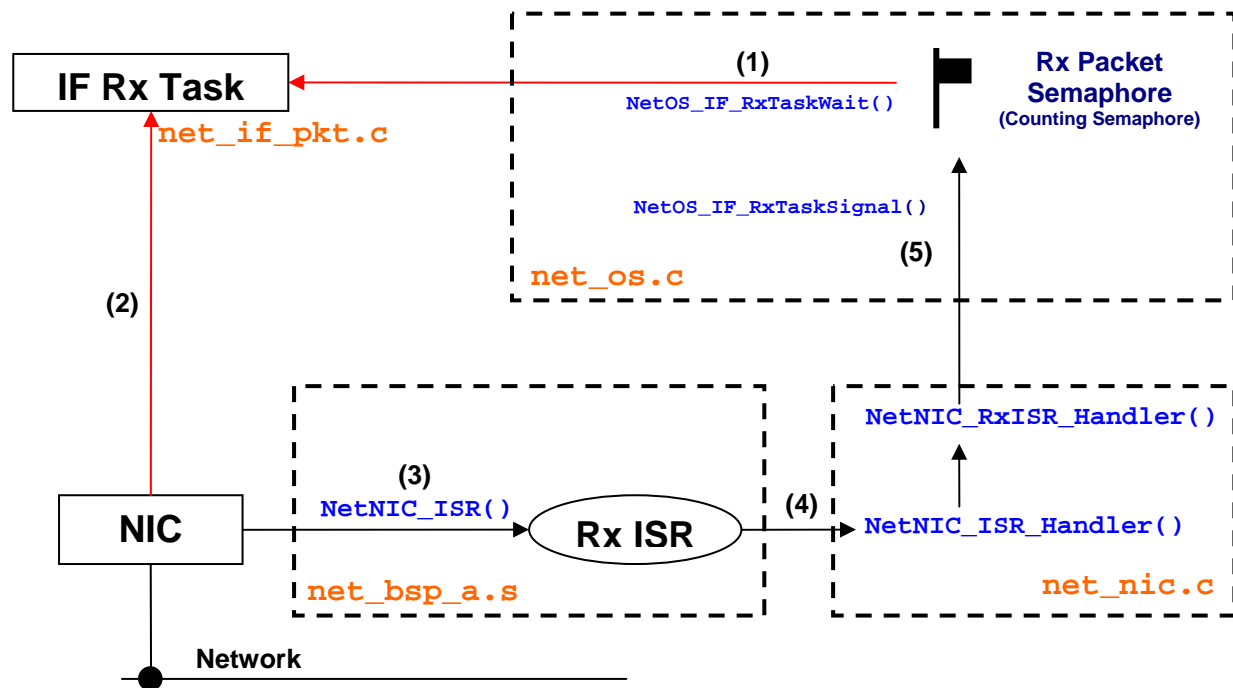 IF Rx Task
net_if_pkt.c
(1)
NetOS_IF_RxTaskWait()
Rx Packet
Semaphore
(Counting Semaphore)
NetOS_IF_RxTaskSignal()
(5)
net_os.c
(2)
NetNIC_RxISR_Handler()
(3)
NetNIC_ISR()
NIC
Rx ISR
(4)
NetNIC_ISR_Handler()
net_bsp_a.s
net_nic.c
Network